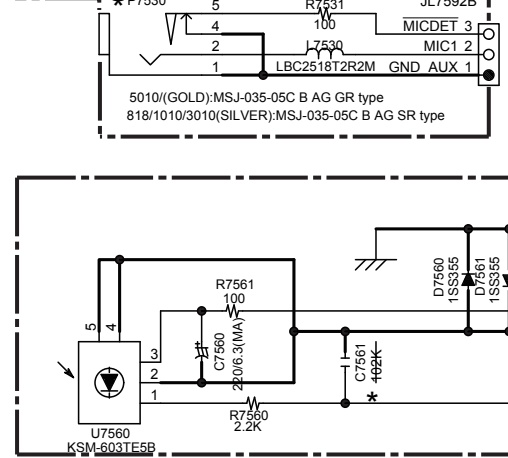 * P7530
5
R7531
100
JL7592B
4
MICDET 3
2
L7530
MIC1 2
1
LBC2518T2R2M
GND_AUX 1
5010/(GOLD):MSJ-035-05C B AG GR type
818/1010/3010(SILVER):MSJ-035-05C B AG SR type
D7560
1SS355
D7561
1SS355
R7561
100
5
4
C7560
220/6.3(MA)
C7561
102K
3
2
1
*
R7560
2.2K
U7560
KSM-603TE5B